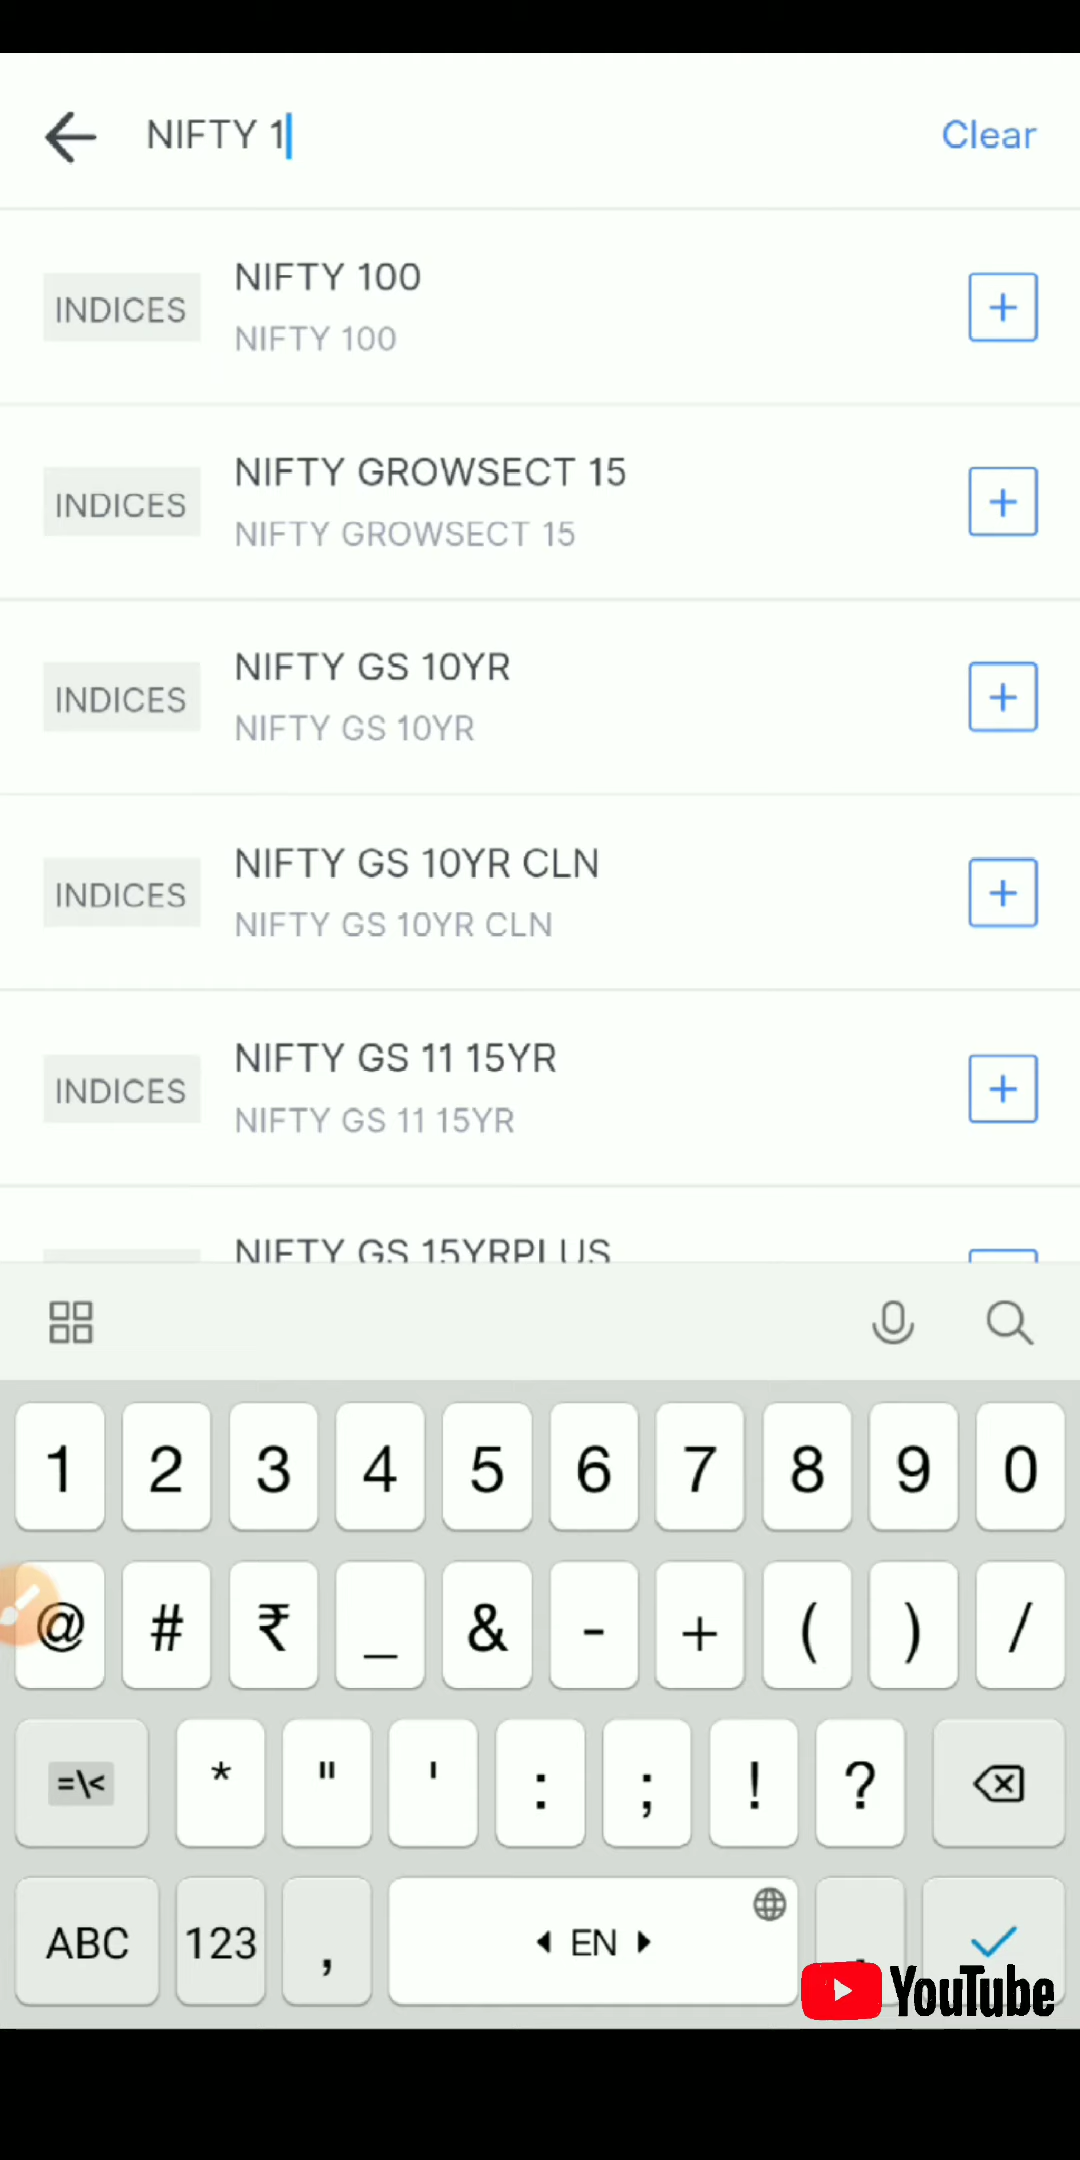 NIFTY 1
Clear
INDICES
NIFTY 100
NIFTY 100
INDICES
NIFTY GROWSECT 15
NIFTY GROWSECT 15
INDICES
NIFTY GS 10YR
NIFTY GS 10YR
INDICES
NIFTY GS 10YR CLN
NIFTY GS 10YR CLN
INDICES
NIFTY GS 11 15YR
NIFTY GS 11 15YR
NIFTY GS 15YRPLUS
1 2 3 4 5 6 7 8 9 0
@ # ₹ _ & - + ( ) /
=\< * " ' : ; ! ?
ABC 123 , EN .
YouTube